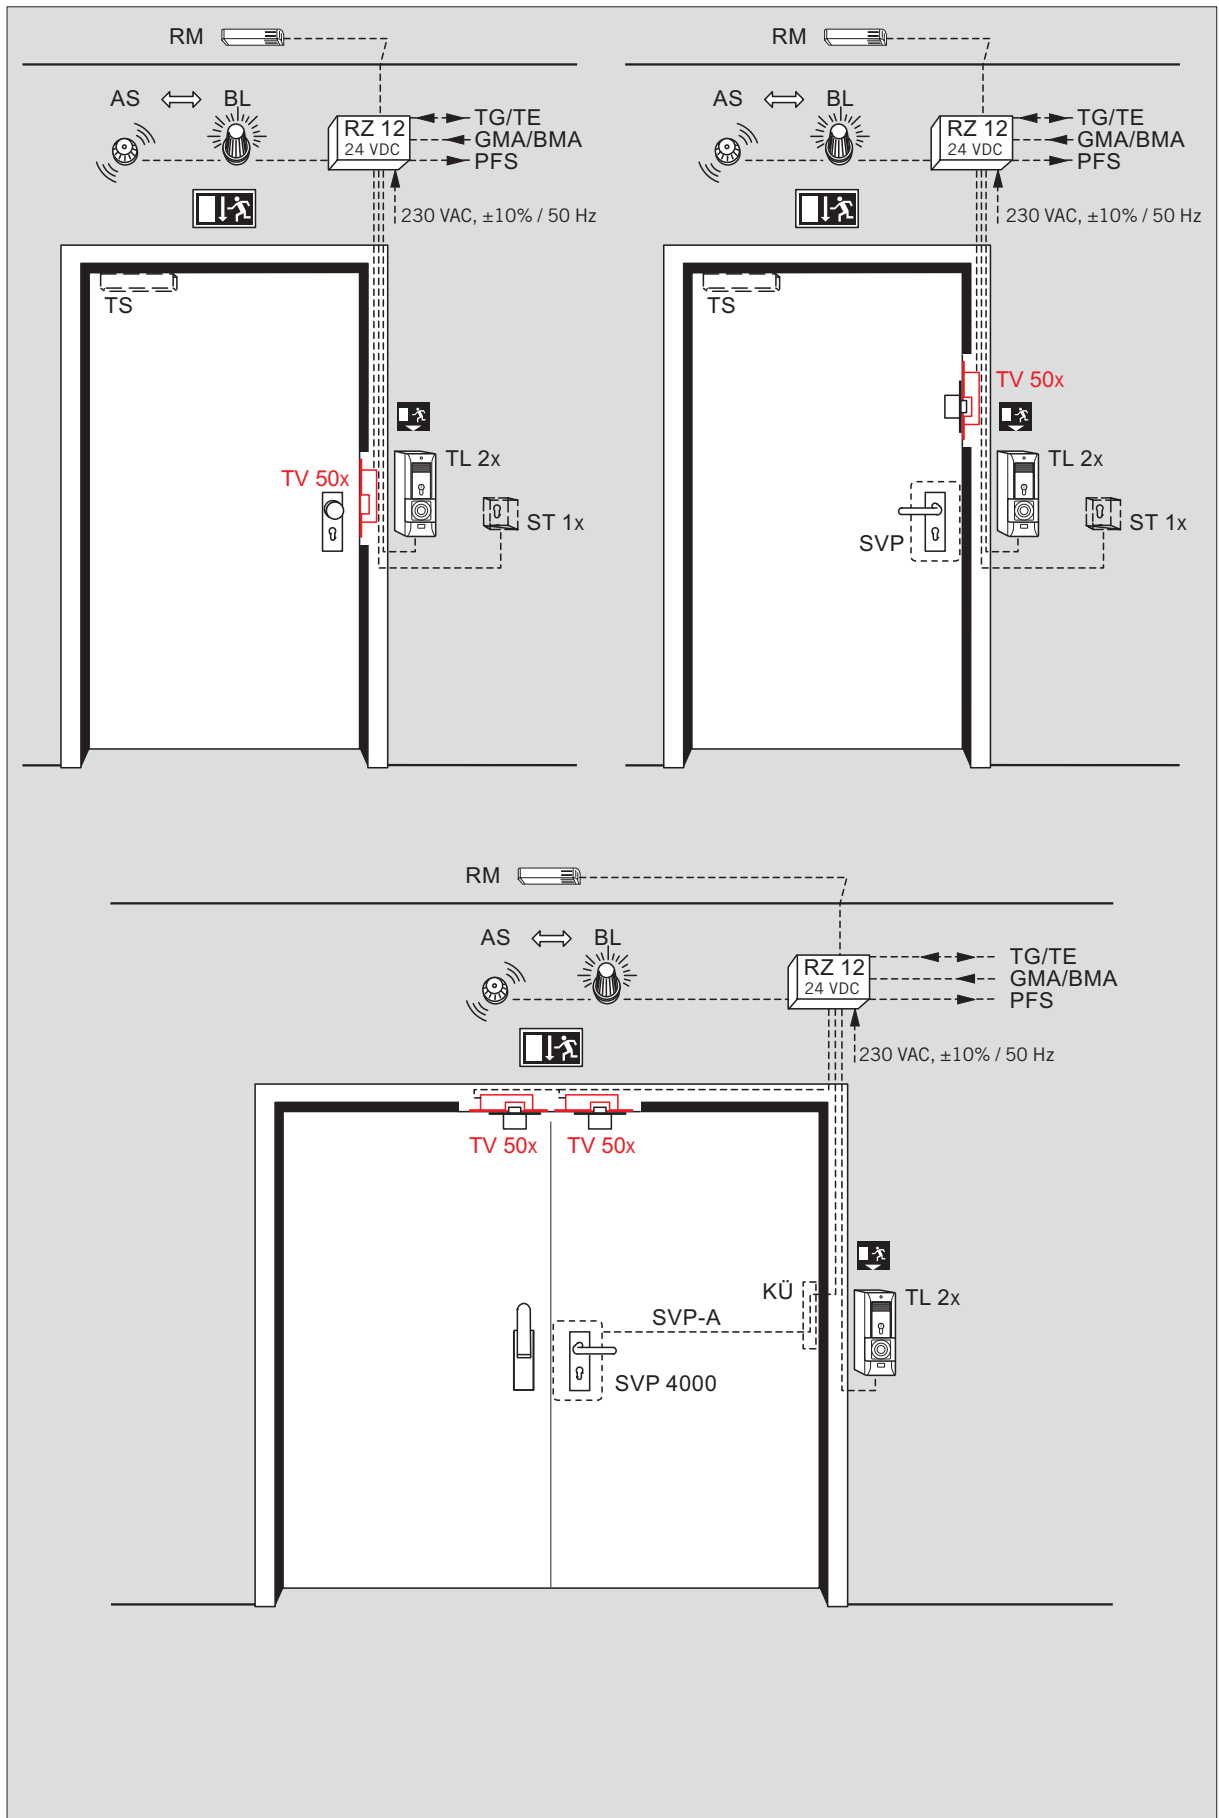 RM
AS
BL
RZ 12
24 VDC
TG/TE
GMA/BMA
PFS
230 VAC, ±10% / 50 Hz
TS
TV 50x
TL 2x
ST 1x
RM
AS
BL
RZ 12
24 VDC
TG/TE
GMA/BMA
PFS
230 VAC, ±10% / 50 Hz
TS
TV 50x
TL 2x
ST 1x
SVP
RM
AS
BL
RZ 12
24 VDC
TG/TE
GMA/BMA
PFS
230 VAC, ±10% / 50 Hz
TV 50x
TV 50x
KÜ
TL 2x
SVP-A
SVP 4000